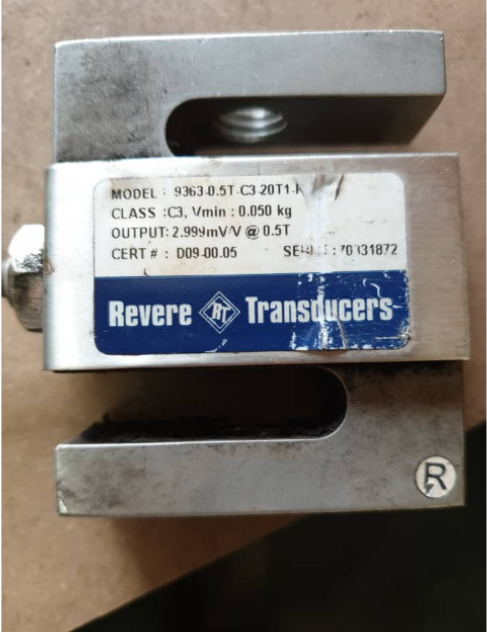 MODEL : 9363-0.5T-C3-20T1-
CLASS :C3, Vmin : 0.050 kg
OUTPUT: 2.999mV/V @ 0.5T
CERT # : D09-00.05
Revere RT Transducers
R